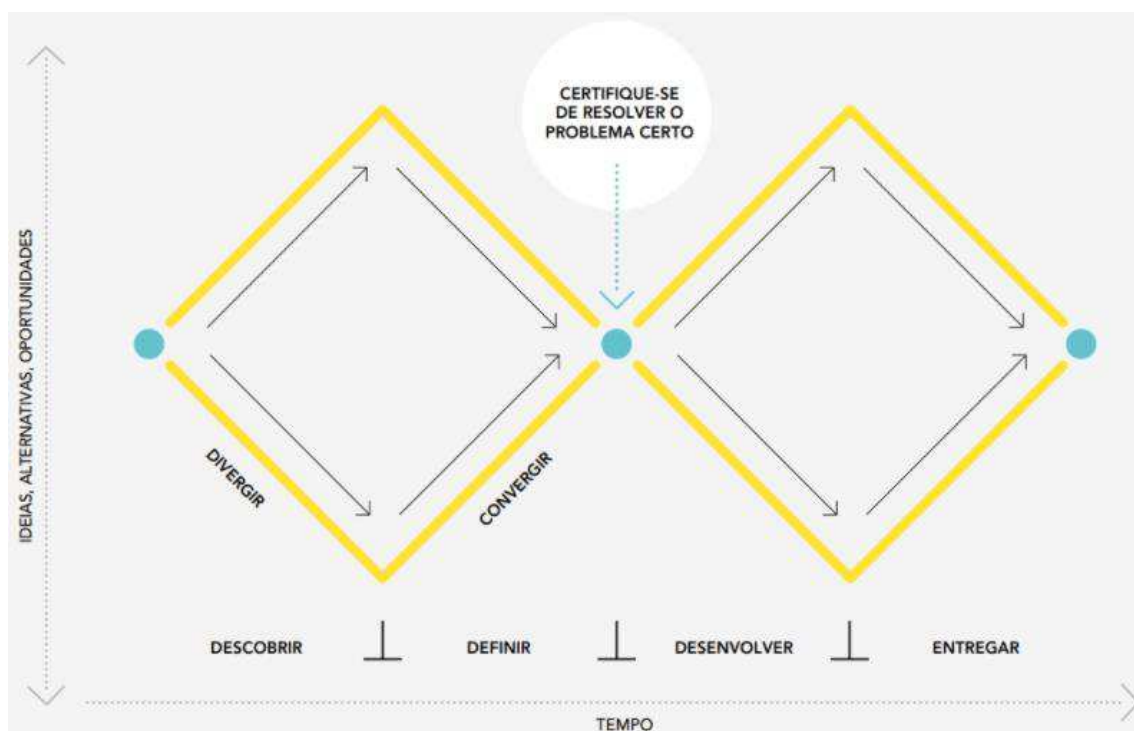 CERTIFIQUE-SE
DE RESOLVER O
PROBLEMA CERTO
IDEIAS, ALTERNATIVAS, OPORTUNIDADES
DIVERGIR
CONVERGIR
DESCOBRIR
DEFINIR
DESENVOLVER
ENTREGAR
TEMPO